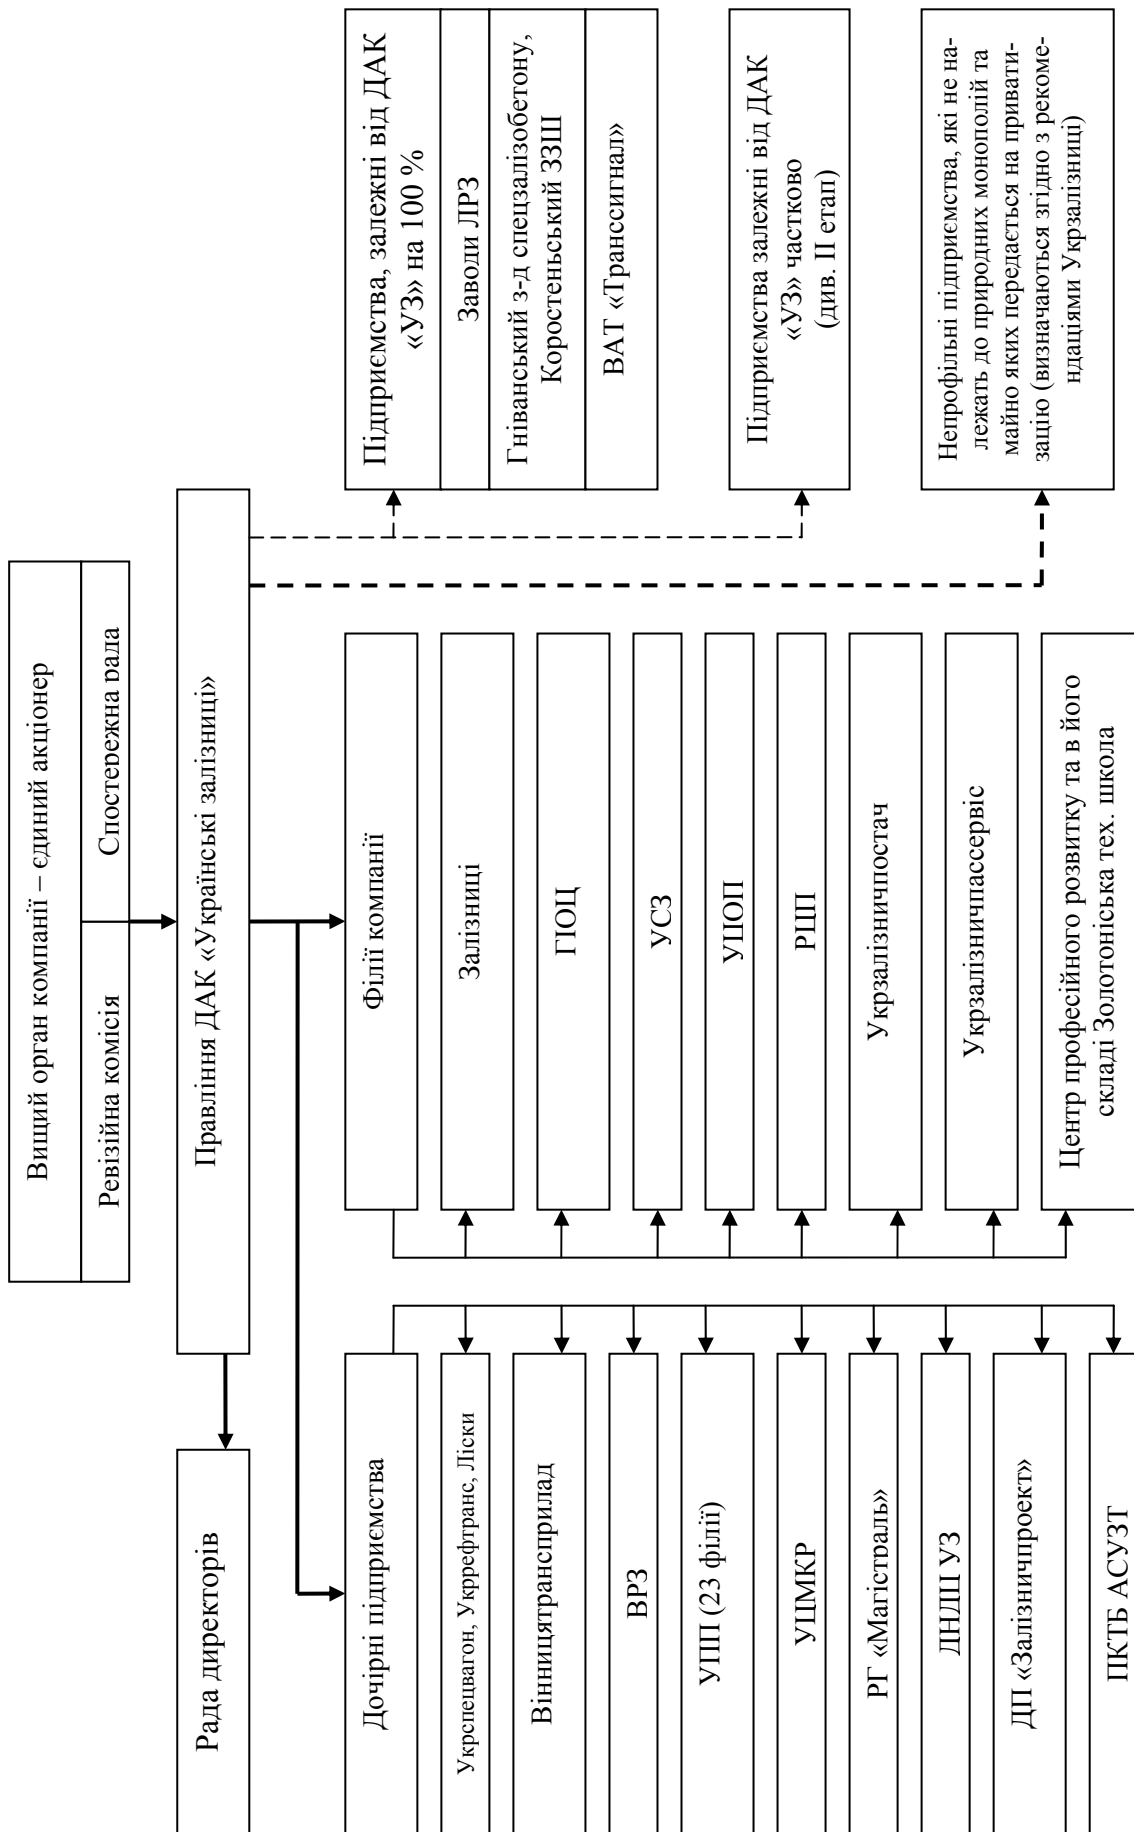 Вищий орган компанії – єдиний акціонер
Ревізійна комісія
Спостережна рада
Правління ДАК «Українські залізниці»
Рада директорів
Дочірні підприємства
Укрспецвагон, Укррефтранс, Ліски
Вінницятрансприлад
ВРЗ
УПП (23 філії)
УЦМКР
РГ «Магістраль»
ДНДЦ УЗ
ДП «Залізничпроект»
ПКТБ АСУЗТ
Філії компанії
Залізниці
ГІОЦ
УСЗ
УЦОП
РЦП
Укрзалізничпостач
Укрзалізничпассервіс
Центр професійного розвитку та в його
складі Золотоніська тех. школа
Підприємства, залежні від ДАК
«УЗ» на 100 %
Заводи ЛРЗ
Гніванський з-д спецзалізобетону,
Коростеньський ЗЗШ
ВАТ «Транссигнал»
Підприємства залежні від ДАК
«УЗ» частково
(див. II етап)
Непрофільні підприємства, які не на-
лежать до природних монополій та
майно яких передається на привати-
зацію (визначаються згідно з рекоме-
ндаціями Укрзалізниці)